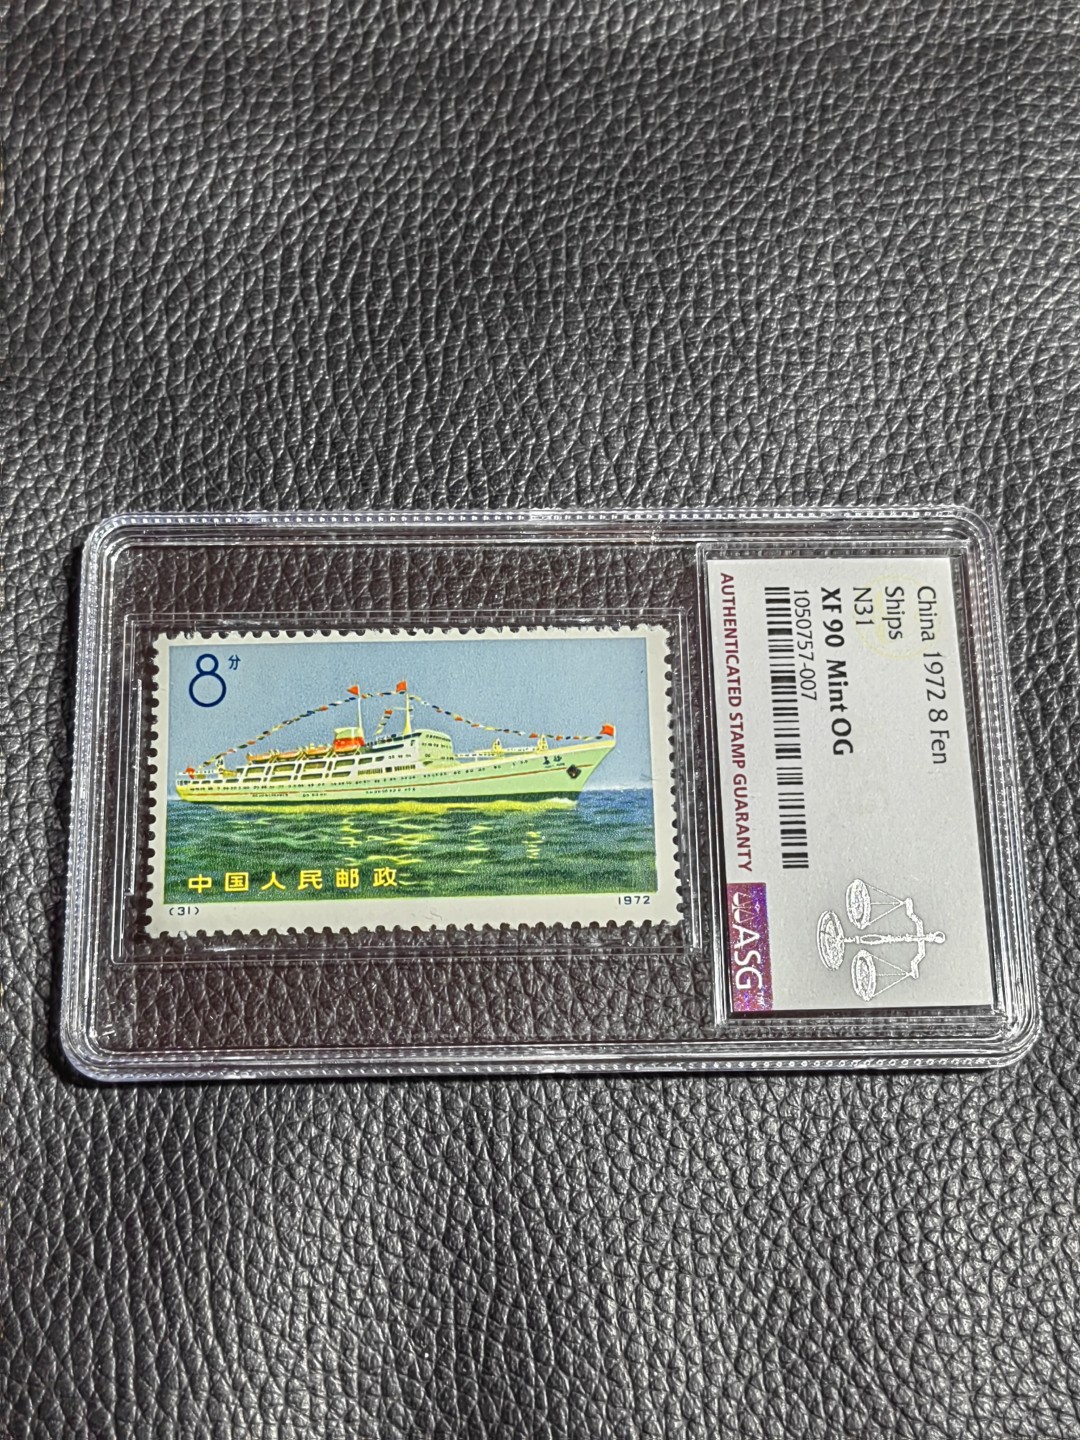 8分
中国人民邮政
(31)
1972
China 1972 8 Fen
Ships
N31
XF 90 Mint OG
1050757-007
AUTHENTICATED STAMP GUARANTY
ASG™